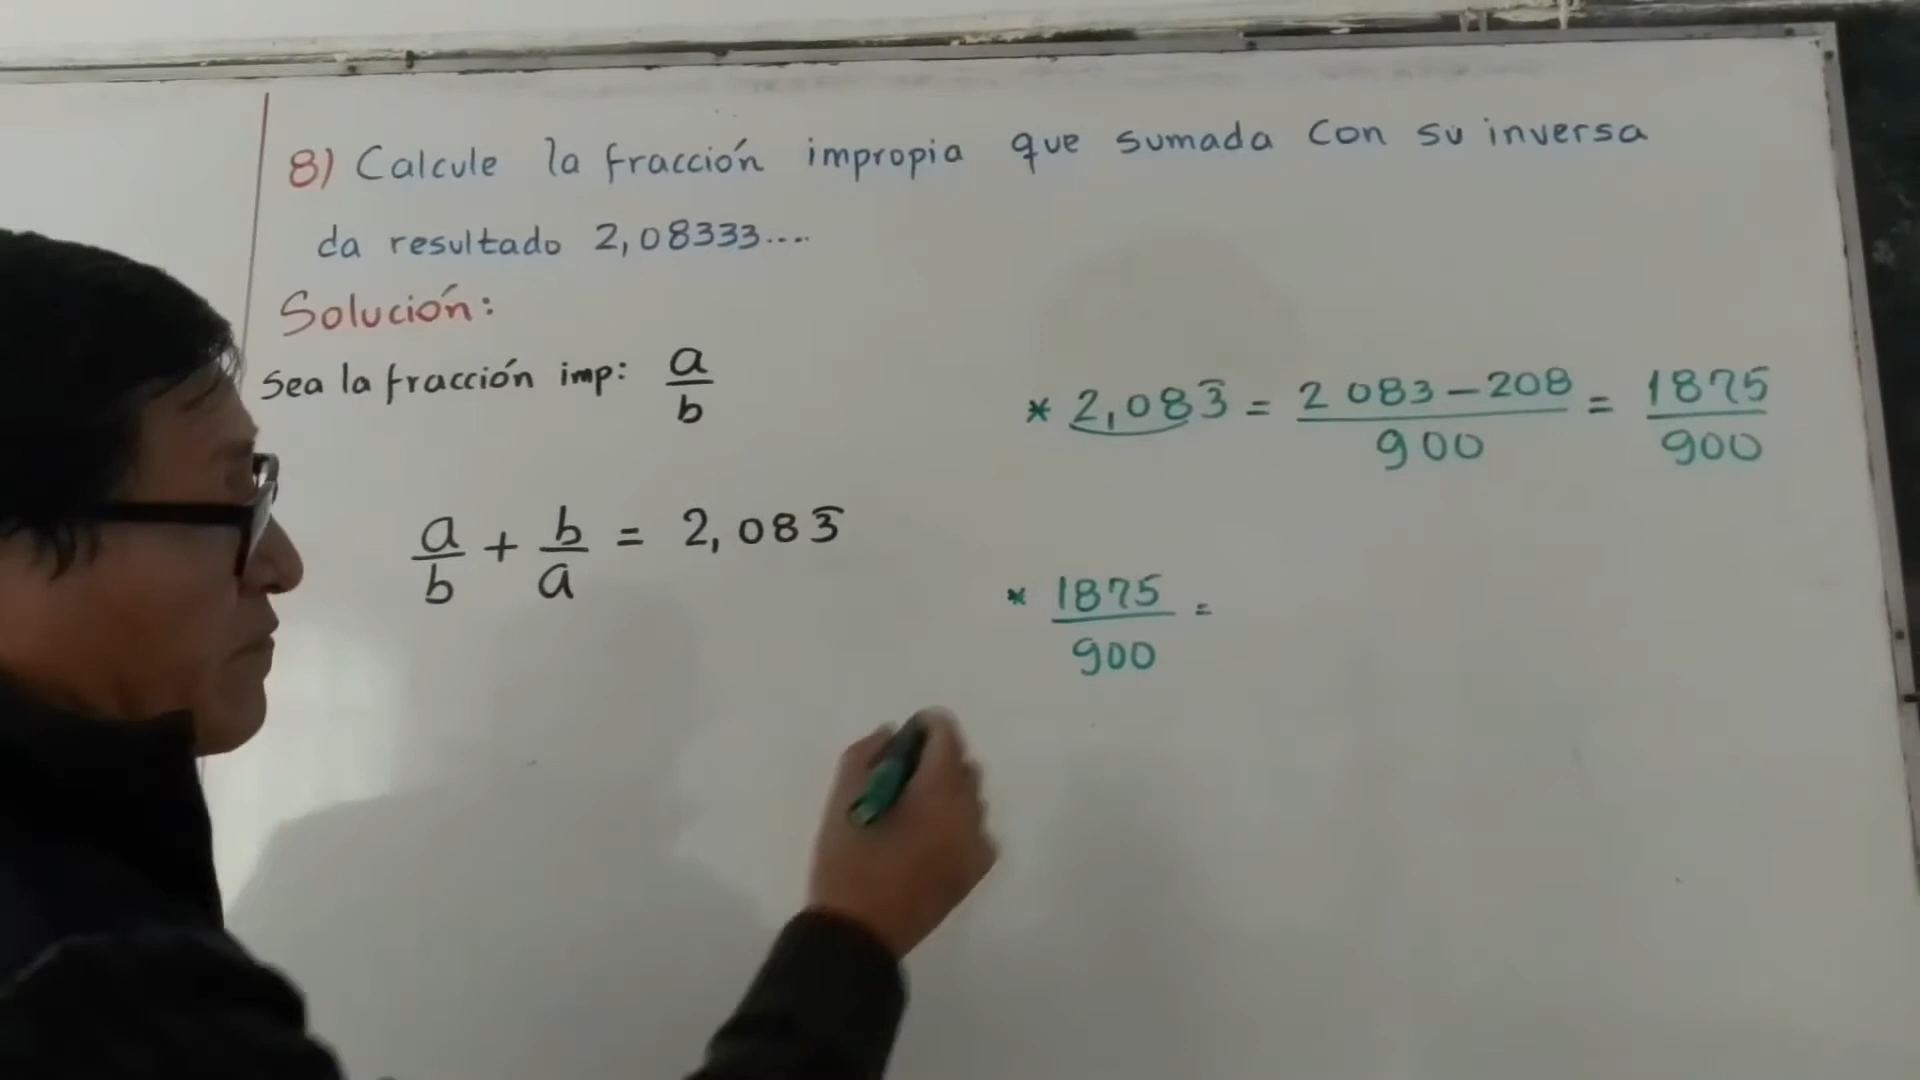 8) Calcule la fracción impropia que sumada con su inversa
da resultado 2,08333....
Solución:
Sea la fracción imp: a/b
* 2,083̅ = (2083 − 208)/900 = 1875/900
a/b + b/a = 2,083̅
* 1875/900 =